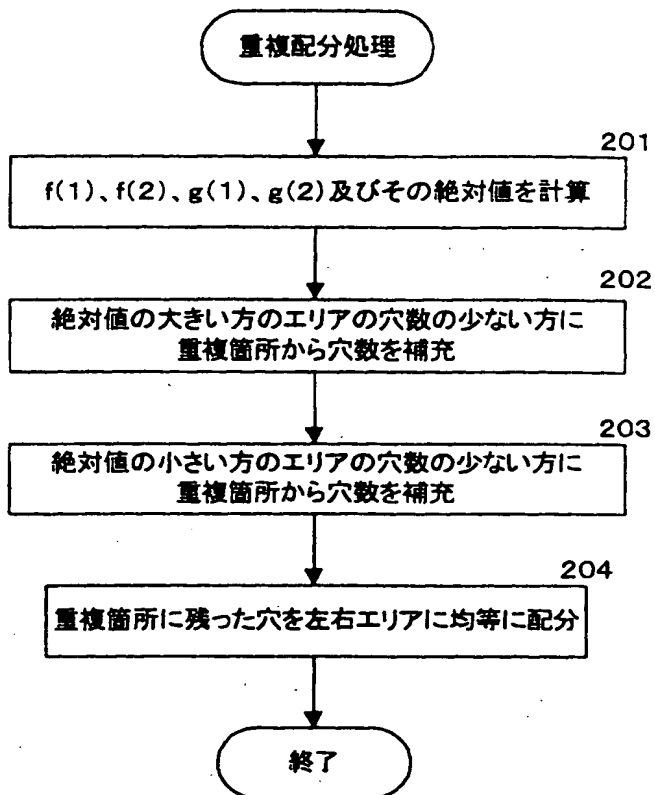 重複配分処理
201
f(1)、f(2)、g(1)、g(2)及びその絶対値を計算
202
絶対値の大きい方のエリアの穴数の少ない方に
重複箇所から穴数を補充
203
絶対値の小さい方のエリアの穴数の少ない方に
重複箇所から穴数を補充
204
重複箇所に残った穴を左右エリアに均等に配分
終了